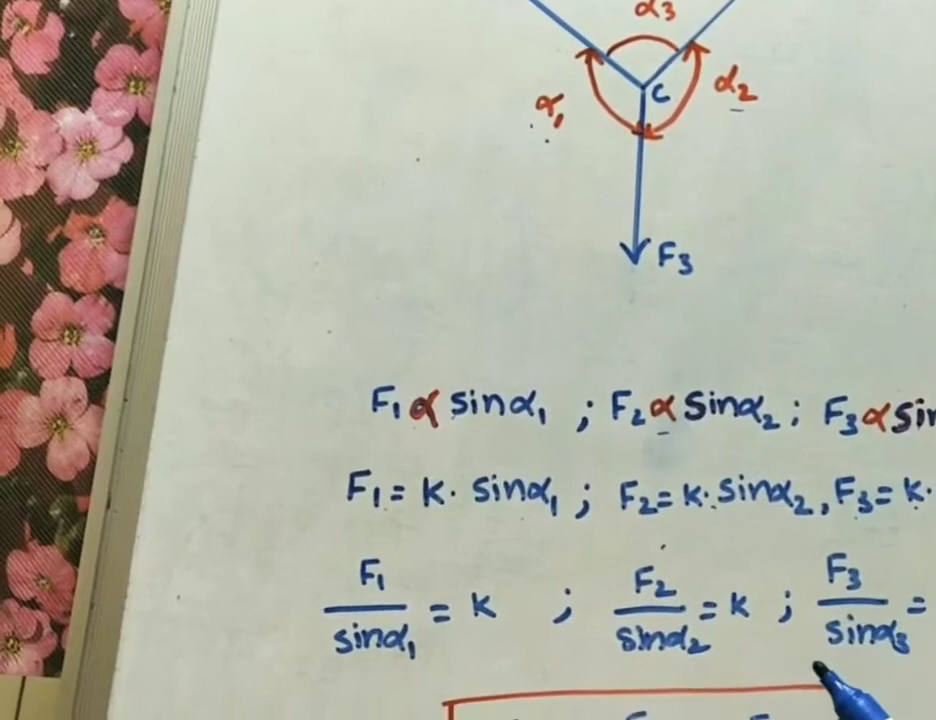 α3
α1
c
α2
F3
F1 α sinα1 ; F2 α sinα2 ; F3 α sin
F1 = K. sinα1 ; F2 = K. sinα2, F3 = K.
F1/sinα1 = K ; F2/sinα2 = K ; F3/sinα3 =